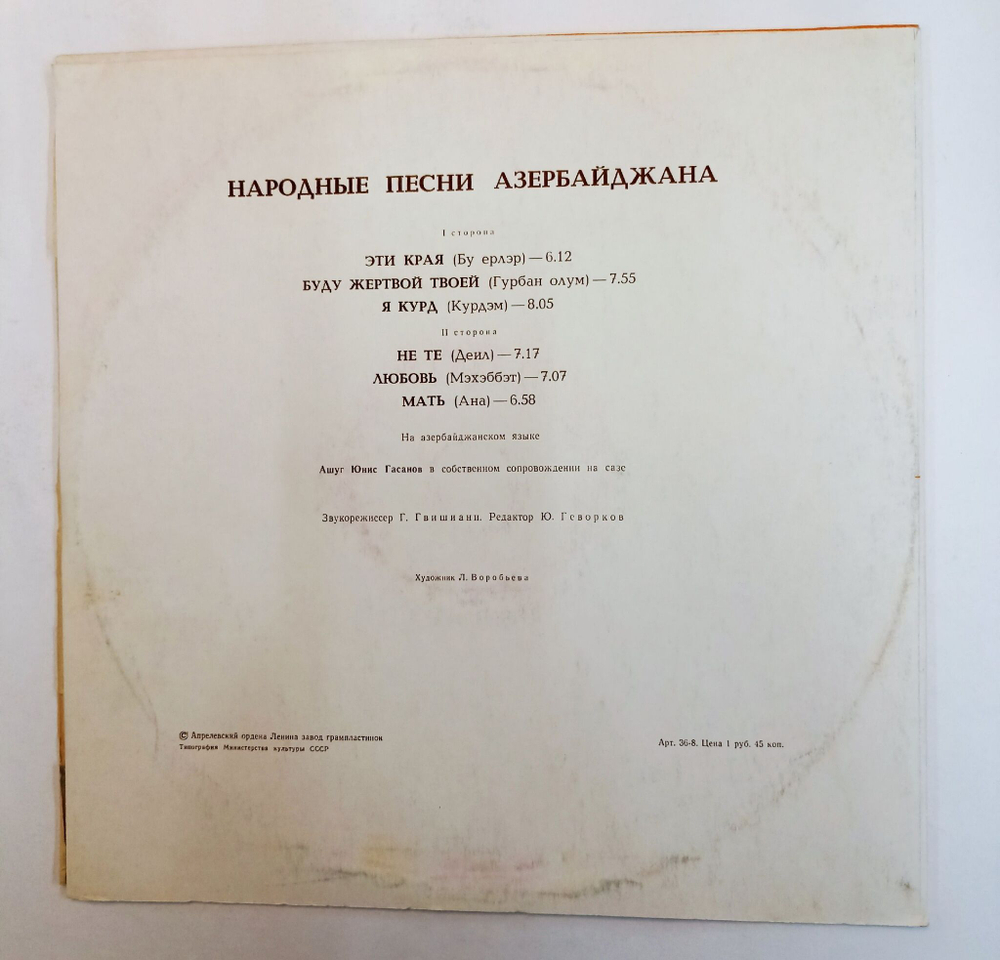 НАРОДНЫЕ ПЕСНИ АЗЕРБАЙДЖАНА
I сторона
ЭТИ КРАЯ (Бу ерлэр) — 6.12
БУДУ ЖЕРТВОЙ ТВОЕЙ (Гурбан олум) — 7.55
Я КУРД (Курдэм) — 8.05
II сторона
НЕ ТЕ (Деил) — 7.17
ЛЮБОВЬ (Мэхэббэт) — 7.07
МАТЬ (Ана) — 6.58
На азербайджанском языке
Ашуг Юнис Гасанов в собственном сопровождении на сазе
Звукорежиссер Г. Гвишиани. Редактор Ю. Геворков
Художник Л. Воробьева
© Апрелевский ордена Ленина завод грампластинок
Типография Министерства культуры СССР
Арт. 36-8. Цена 1 руб. 45 коп.